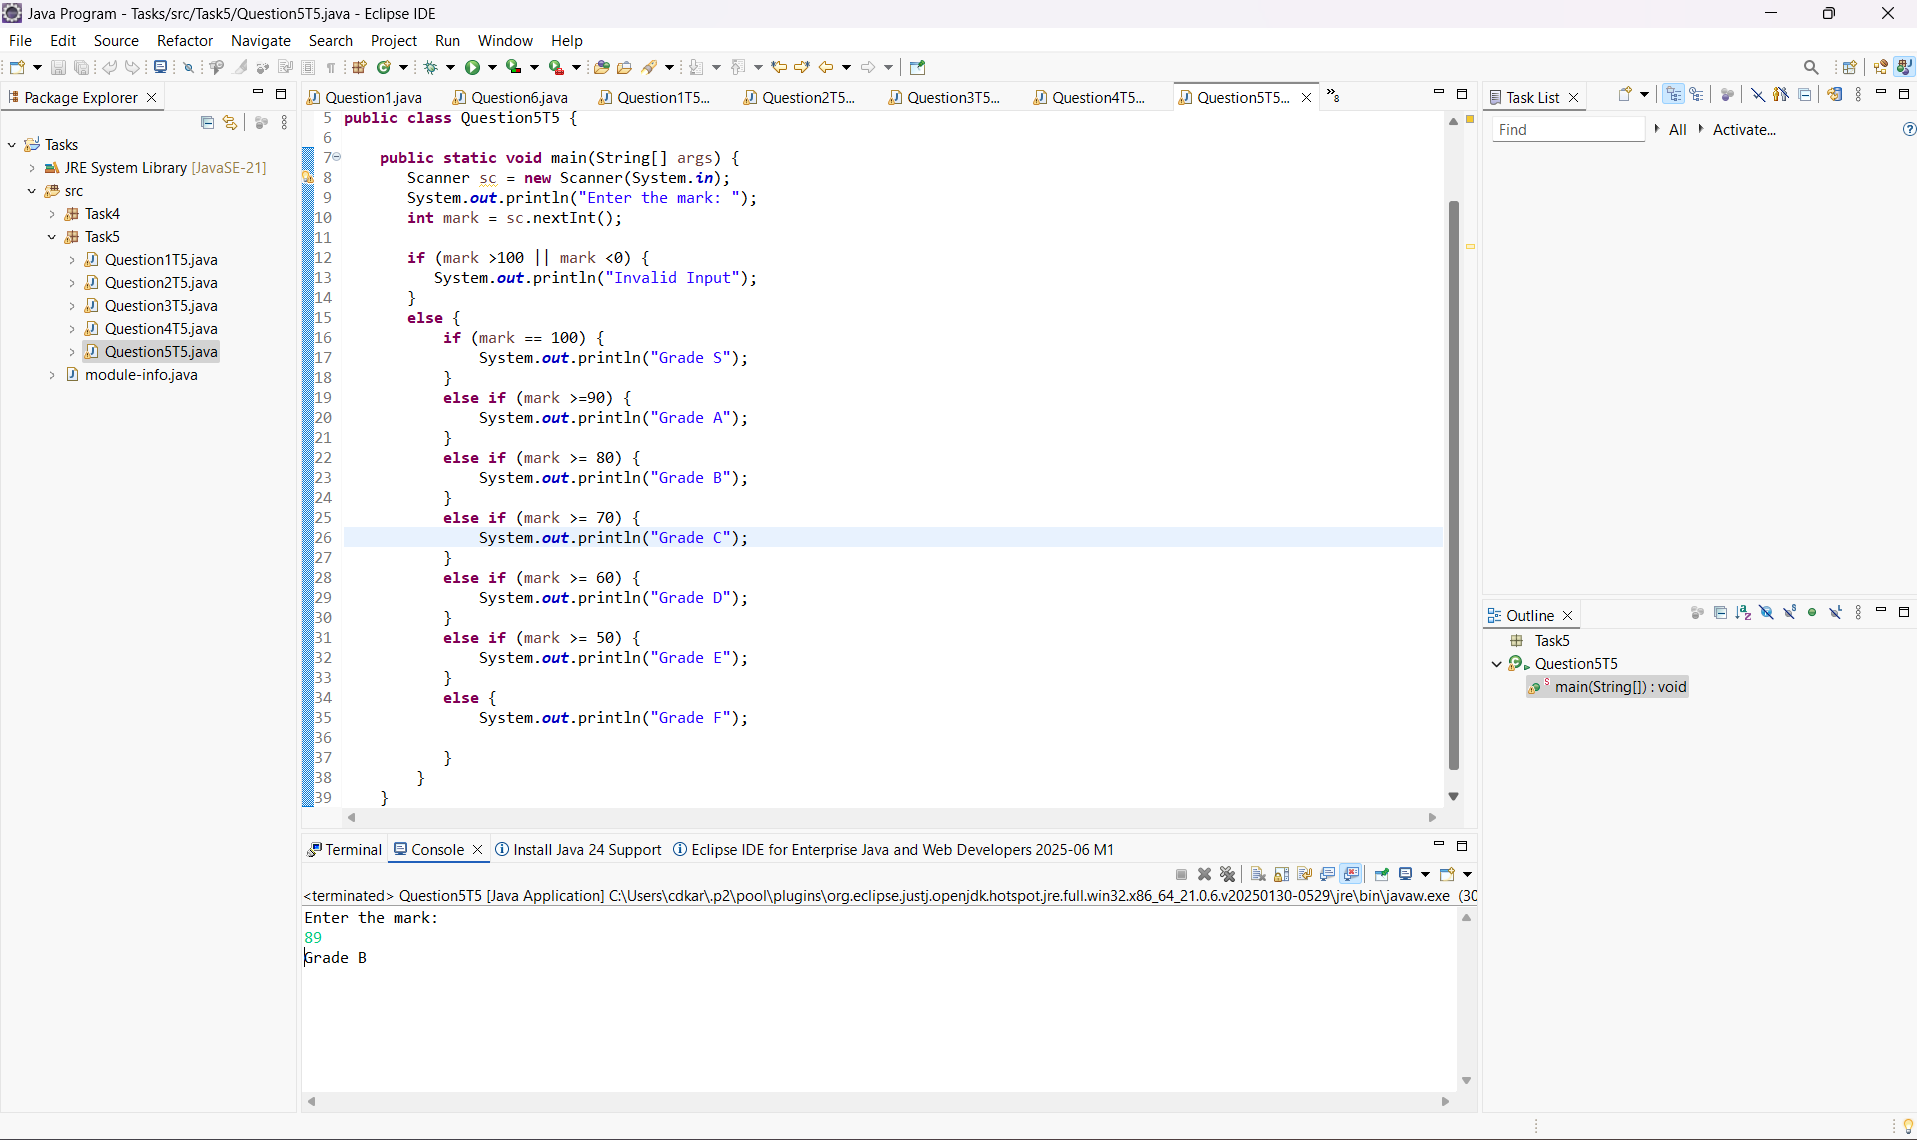 Java Program - Tasks/src/Task5/Question5T5.java - Eclipse IDE
File Edit Source Refactor Navigate Search Project Run Window Help
Package Explorer
Tasks
JRE System Library [JavaSE-21]
src
Task4
Task5
Question1T5.java
Question2T5.java
Question3T5.java
Question4T5.java
Question5T5.java
module-info.java
Question1.java Question6.java Question1T5... Question2T5... Question3T5... Question4T5... Question5T5... »8
5 public class Question5T5 {
6
7 public static void main(String[] args) {
8 Scanner sc = new Scanner(System.in);
9 System.out.println("Enter the mark: ");
10 int mark = sc.nextInt();
11
12 if (mark >100 || mark <0) {
13 System.out.println("Invalid Input");
14 }
15 else {
16 if (mark == 100) {
17 System.out.println("Grade S");
18 }
19 else if (mark >=90) {
20 System.out.println("Grade A");
21 }
22 else if (mark >= 80) {
23 System.out.println("Grade B");
24 }
25 else if (mark >= 70) {
26 System.out.println("Grade C");
27 }
28 else if (mark >= 60) {
29 System.out.println("Grade D");
30 }
31 else if (mark >= 50) {
32 System.out.println("Grade E");
33 }
34 else {
35 System.out.println("Grade F");
36
37 }
38 }
39 }
Terminal Console Install Java 24 Support Eclipse IDE for Enterprise Java and Web Developers 2025-06 M1
<terminated> Question5T5 [Java Application] C:\Users\cdkar\.p2\pool\plugins\org.eclipse.justj.openjdk.hotspot.jre.full.win32.x86_64_21.0.6.v20250130-0529\jre\bin\javaw.exe (30
Enter the mark:
89
Grade B
Task List
Find All Activate...
Outline
Task5
Question5T5
main(String[]) : void